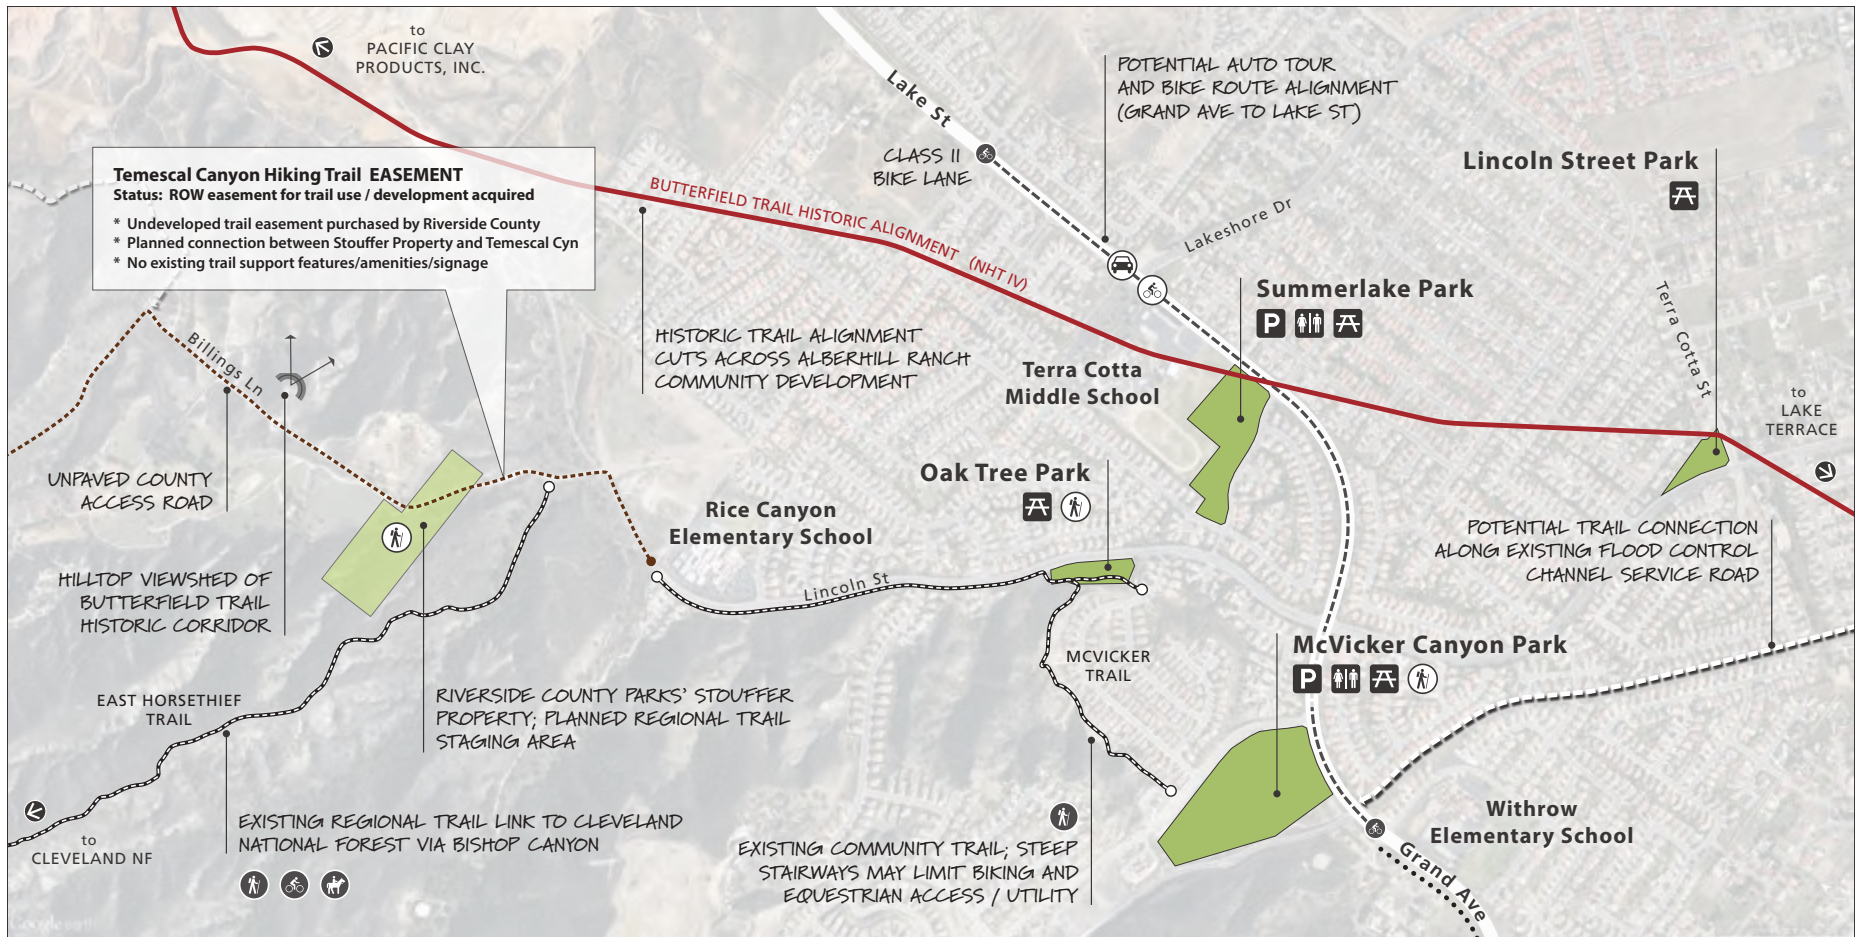 to
PACIFIC CLAY
PRODUCTS, INC.
Lake St
POTENTIAL AUTO TOUR
AND BIKE ROUTE ALIGNMENT
(GRAND AVE TO LAKE ST)
CLASS II
BIKE LANE
Lincoln Street Park
Temescal Canyon Hiking Trail EASEMENT
Status: ROW easement for trail use / development acquired
* Undeveloped trail easement purchased by Riverside County
* Planned connection between Stouffer Property and Temescal Cyn
* No existing trail support features/amenities/signage
BUTTERFIELD TRAIL HISTORIC ALIGNMENT (NHT IV)
Lakeshore Dr
Summerlake Park
P
Terra Cotta St
Billings Ln
HISTORIC TRAIL ALIGNMENT
CUTS ACROSS ALBERHILL RANCH
COMMUNITY DEVELOPMENT
Terra Cotta
Middle School
to
LAKE
TERRACE
UNPAVED COUNTY
ACCESS ROAD
Oak Tree Park
Rice Canyon
Elementary School
POTENTIAL TRAIL CONNECTION
ALONG EXISTING FLOOD CONTROL
CHANNEL SERVICE ROAD
HILLTOP VIEWSHED OF
BUTTERFIELD TRAIL
HISTORIC CORRIDOR
Lincoln St
McVicker Canyon Park
P
MCVICKER
TRAIL
EAST HORSETHIEF
TRAIL
RIVERSIDE COUNTY PARKS' STOUFFER
PROPERTY; PLANNED REGIONAL TRAIL
STAGING AREA
Withrow
Elementary School
EXISTING REGIONAL TRAIL LINK TO CLEVELAND
NATIONAL FOREST VIA BISHOP CANYON
to
CLEVELAND NF
EXISTING COMMUNITY TRAIL; STEEP
STAIRWAYS MAY LIMIT BIKING AND
EQUESTRIAN ACCESS / UTILITY
Grand Ave
Google earth